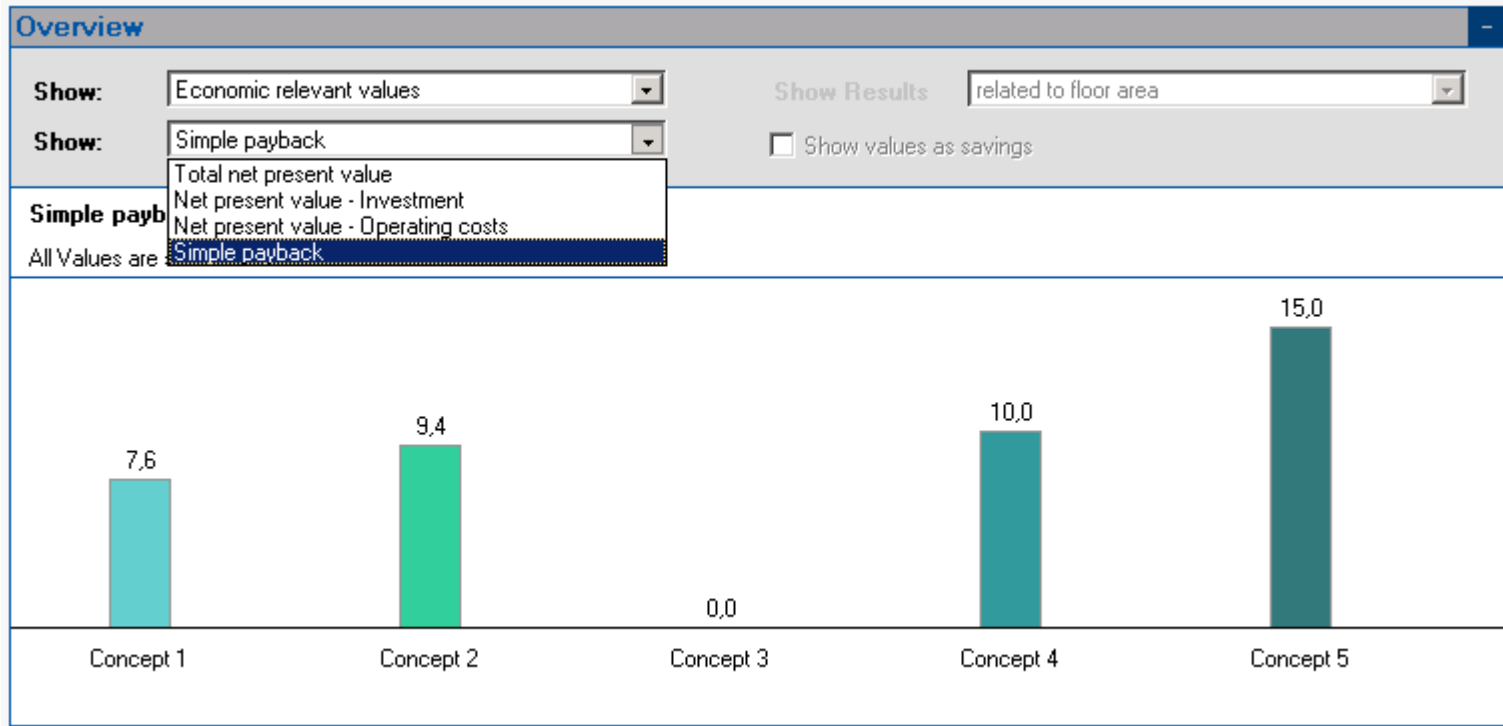 Overview
Show: Economic relevant values Show Results related to floor area
Show: Simple payback Show values as savings
Total net present value
Net present value - Investment
Net present value - Operating costs
Simple payback
Simple
All Values are
15,0
10,0
9,4
7,6
0,0
Concept 1 Concept 2 Concept 3 Concept 4 Concept 5